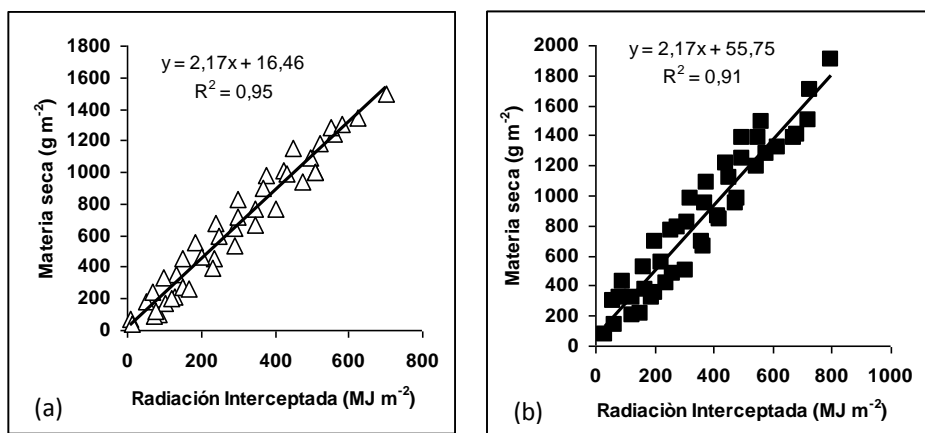 y = 2,17x + 16,46
R² = 0,95
1800
1600
1400
1200
1000
800
600
400
200
0
Materia seca (g m⁻²)
0 200 400 600 800
Radiación Interceptada (MJ m⁻²)
(a)
y = 2,17x + 55,75
R² = 0,91
2000
1800
1600
1400
1200
1000
800
600
400
200
0
Materia seca (g m⁻²)
0 200 400 600 800 1000
Radiaciòn Interceptada (MJ m⁻²)
(b)